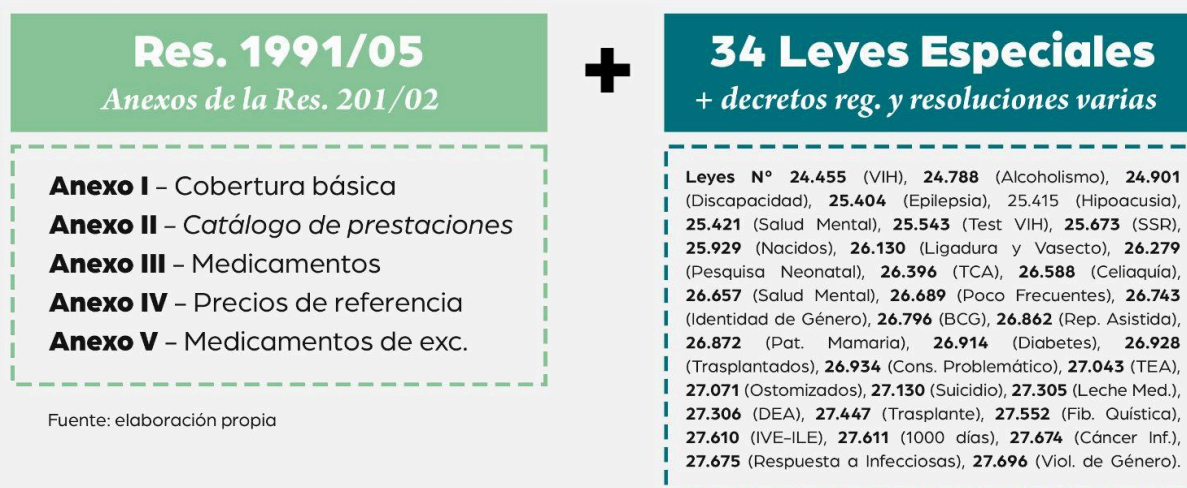 Res. 1991/05
Anexos de la Res. 201/02
Anexo I – Cobertura básica
Anexo II – Catálogo de prestaciones
Anexo III – Medicamentos
Anexo IV – Precios de referencia
Anexo V – Medicamentos de exc.
Fuente: elaboración propia
+
34 Leyes Especiales
+ decretos reg. y resoluciones varias
Leyes N° 24.455 (VIH), 24.788 (Alcoholismo), 24.901
(Discapacidad), 25.404 (Epilepsia), 25.415 (Hipoacusia),
25.421 (Salud Mental), 25.543 (Test VIH), 25.673 (SSR),
25.929 (Nacidos), 26.130 (Ligadura y Vasecto), 26.279
(Pesquisa Neonatal), 26.396 (TCA), 26.588 (Celiaquía),
26.657 (Salud Mental), 26.689 (Poco Frecuentes), 26.743
(Identidad de Género), 26.796 (BCG), 26.862 (Rep. Asistida),
26.872 (Pat. Mamaria), 26.914 (Diabetes), 26.928
(Trasplantados), 26.934 (Cons. Problemático), 27.043 (TEA),
27.071 (Ostomizados), 27.130 (Suicidio), 27.305 (Leche Med.),
27.306 (DEA), 27.447 (Trasplante), 27.552 (Fib. Quística),
27.610 (IVE-ILE), 27.611 (1000 días), 27.674 (Cáncer Inf.),
27.675 (Respuesta a Infecciosas), 27.696 (Viol. de Género).